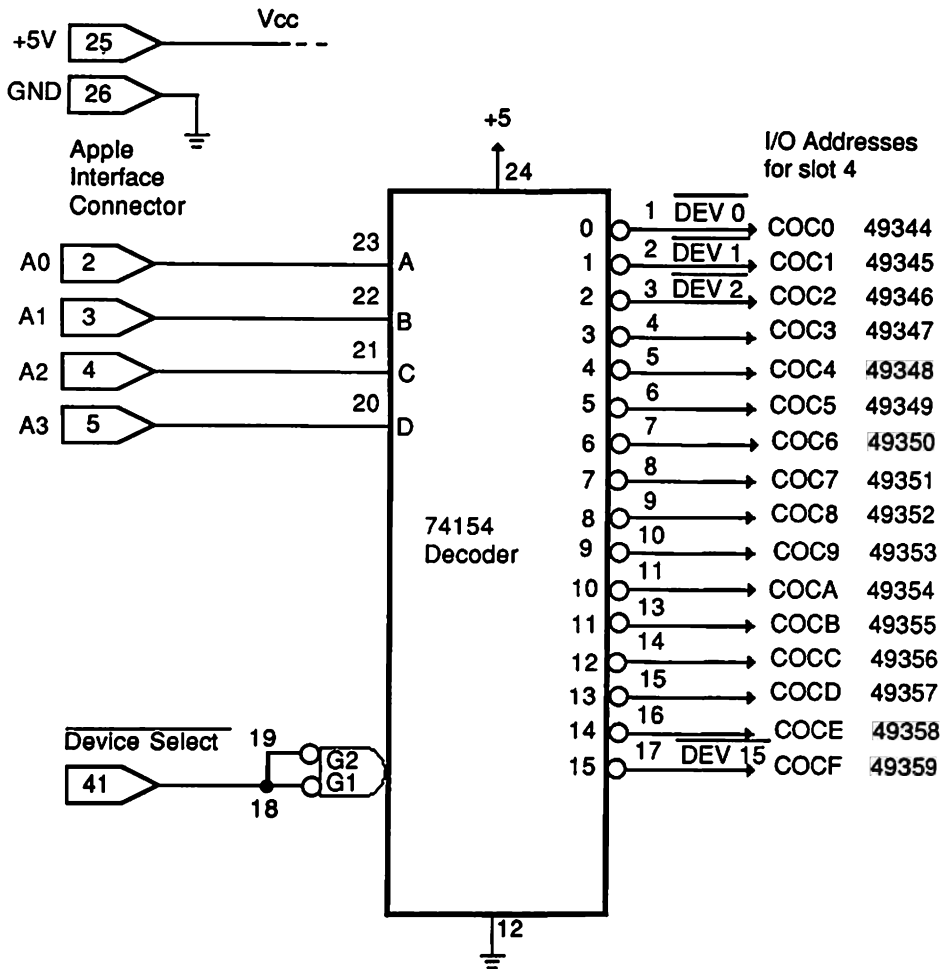 Vcc
+5V 25
GND 26
+5
24
Apple
Interface
Connector
I/O Addresses
for slot 4
A0 2 23 A
A1 3 22 B
A2 4 21 C
A3 5 20 D
0 1 DEV 0 COC0 49344
1 2 DEV 1 COC1 49345
2 3 DEV 2 COC2 49346
3 4 COC3 49347
4 5 COC4 49348
5 6 COC5 49349
6 7 COC6 49350
7 8 COC7 49351
8 9 COC8 49352
9 10 COC9 49353
10 11 COCA 49354
11 13 COCB 49355
12 14 COCC 49356
13 15 COCD 49357
14 16 COCE 49358
15 17 DEV 15 COCF 49359
74154
Decoder
Device Select
41
19 G2
18 G1
12